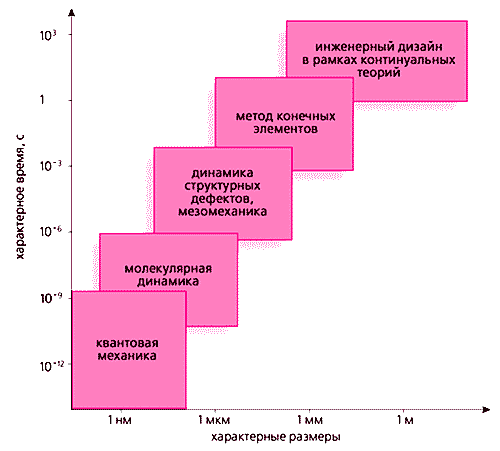 характерное время, с
10³
1
10⁻³
10⁻⁶
10⁻⁹
10⁻¹²
инженерный дизайн
в рамках континуальных
теорий
метод конечных
элементов
динамика
структурных
дефектов,
мезомеханика
молекулярная
динамика
квантовая
механика
1 нм
1 мкм
1 мм
1 м
характерные размеры